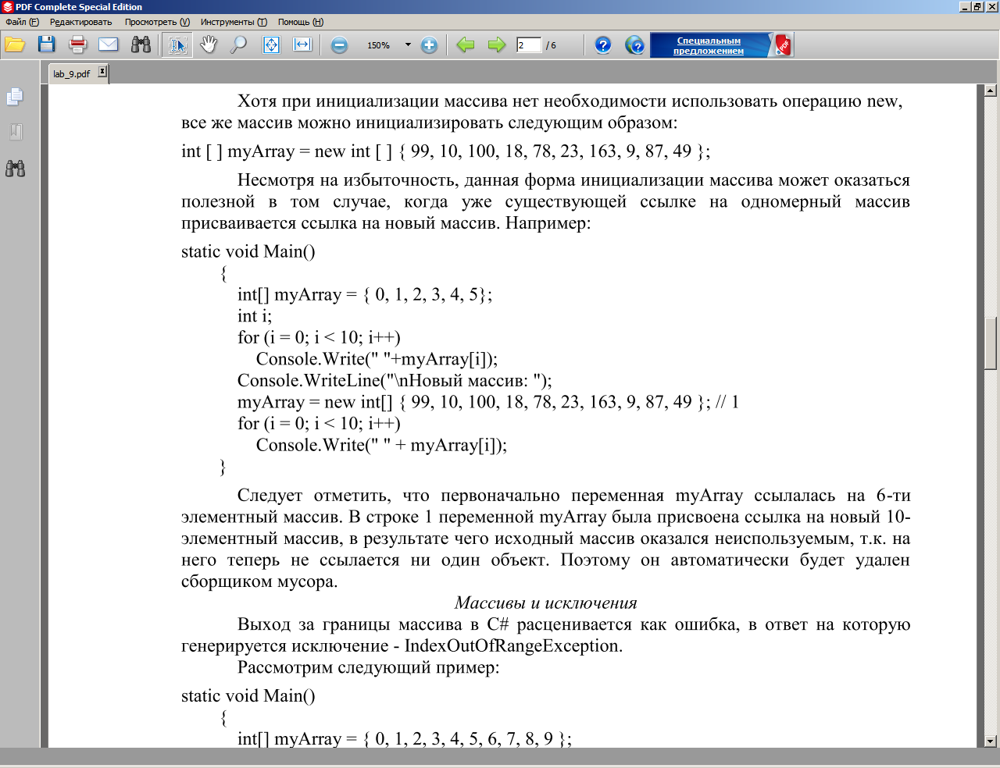 PDF Complete Special Edition
Файл (F) Редактировать Просмотреть (V) Инструменты (T) Помощь (H)
150% 2 / 6 Специальным
предложением
PDF
lab_9.pdf
Хотя при инициализации массива нет необходимости использовать операцию new,
все же массив можно инициализировать следующим образом:
int [ ] myArray = new int [ ] { 99, 10, 100, 18, 78, 23, 163, 9, 87, 49 };
Несмотря на избыточность, данная форма инициализации массива может оказаться
полезной в том случае, когда уже существующей ссылке на одномерный массив
присваивается ссылка на новый массив. Например:
static void Main()
{
int[] myArray = { 0, 1, 2, 3, 4, 5};
int i;
for (i = 0; i < 10; i++)
Console.Write(" "+myArray[i]);
Console.WriteLine("\nНовый массив: ");
myArray = new int[] { 99, 10, 100, 18, 78, 23, 163, 9, 87, 49 }; // 1
for (i = 0; i < 10; i++)
Console.Write(" " + myArray[i]);
}
Следует отметить, что первоначально переменная myArray ссылалась на 6-ти
элементный массив. В строке 1 переменной myArray была присвоена ссылка на новый 10-
элементный массив, в результате чего исходный массив оказался неиспользуемым, т.к. на
него теперь не ссылается ни один объект. Поэтому он автоматически будет удален
сборщиком мусора.
Массивы и исключения
Выход за границы массива в C# расценивается как ошибка, в ответ на которую
генерируется исключение - IndexOutOfRangeException.
Рассмотрим следующий пример:
static void Main()
{
int[] myArray = { 0, 1, 2, 3, 4, 5, 6, 7, 8, 9 };